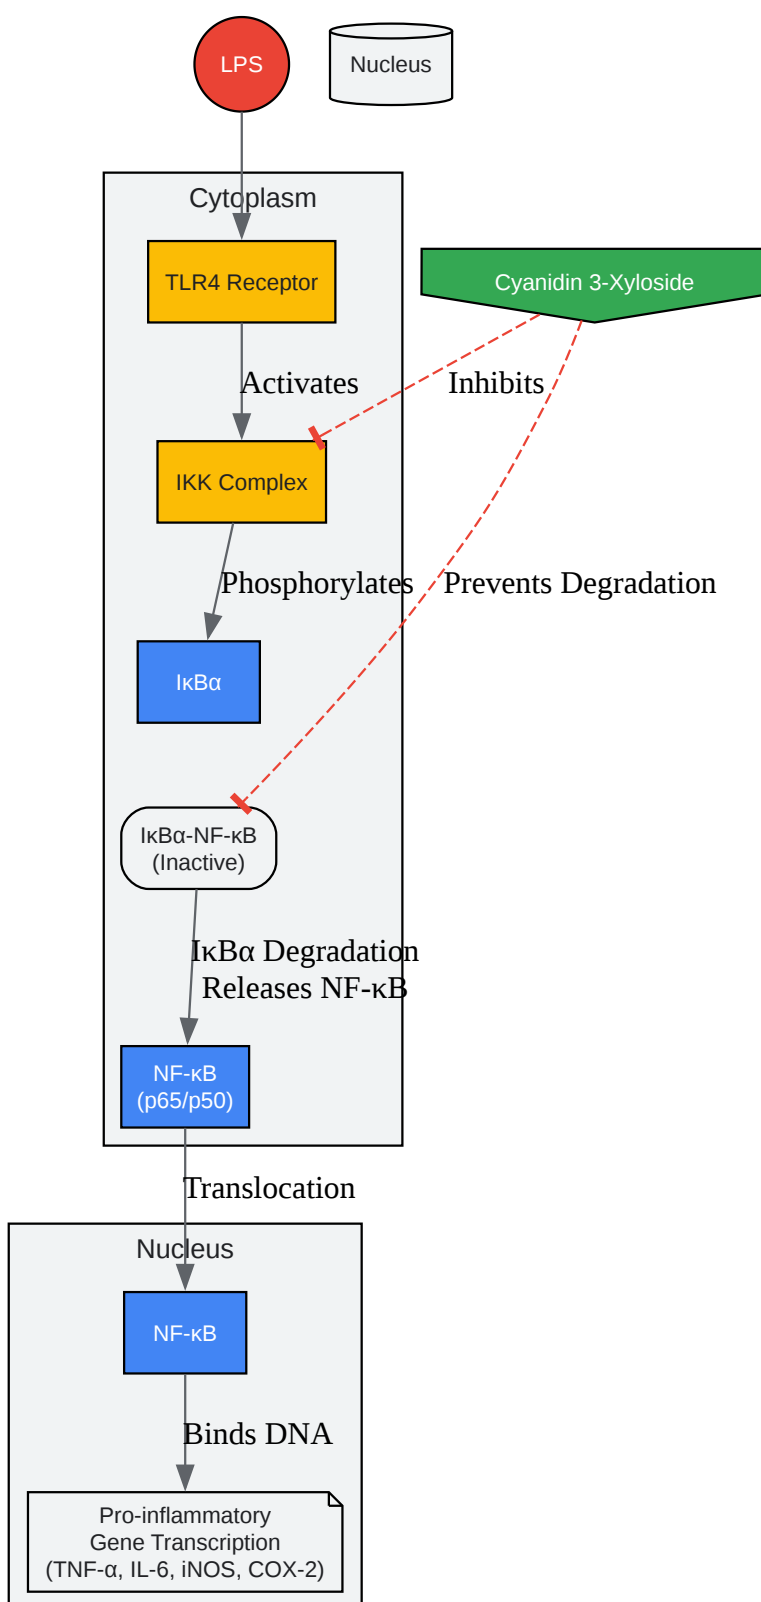 LPS
Nucleus
Cytoplasm
TLR4 Receptor
Cyanidin 3-Xyloside
Activates
Inhibits
IKK Complex
Phosphorylates
Prevents Degradation
IκBα
IκBα-NF-κB
(Inactive)
IκBα Degradation
Releases NF-κB
NF-κB
(p65/p50)
Translocation
Nucleus
NF-κB
Binds DNA
Pro-inflammatory
Gene Transcription
(TNF-α, IL-6, iNOS, COX-2)